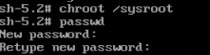 sh-5.2# chroot /sysroot
sh-5.2# passwd
New password:
Retype new password: